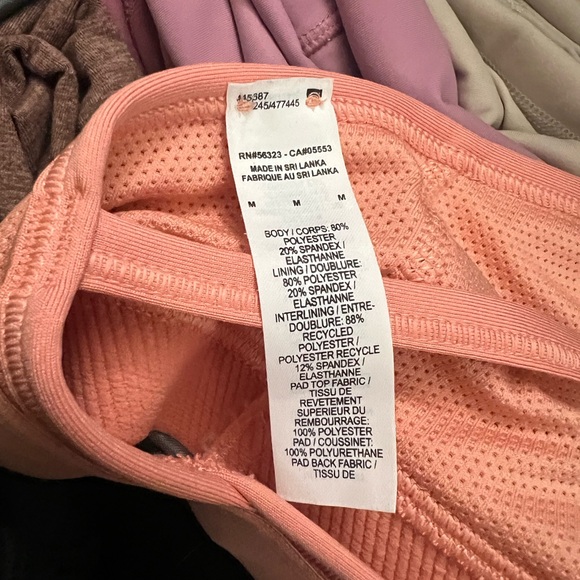 245/477445
RN#56323 - CA#05553
MADE IN SRI LANKA
FABRIQUE AU SRI LANKA
M M M
BODY / CORPS: 80%
POLYESTER
20% SPANDEX /
ELASTHANNE
LINING / DOUBLURE:
80% POLYESTER
20% SPANDEX /
ELASTHANNE
INTERLINING / ENTRE-
DOUBLURE: 88%
RECYCLED
POLYESTER /
POLYESTER RECYCLE
12% SPANDEX /
ELASTHANNE
PAD TOP FABRIC /
TISSU DE
REVETEMENT
SUPERIEUR DU
REMBOURRAGE:
100% POLYESTER
PAD / COUSSINET:
100% POLYURETHANE
PAD BACK FABRIC /
TISSU DE